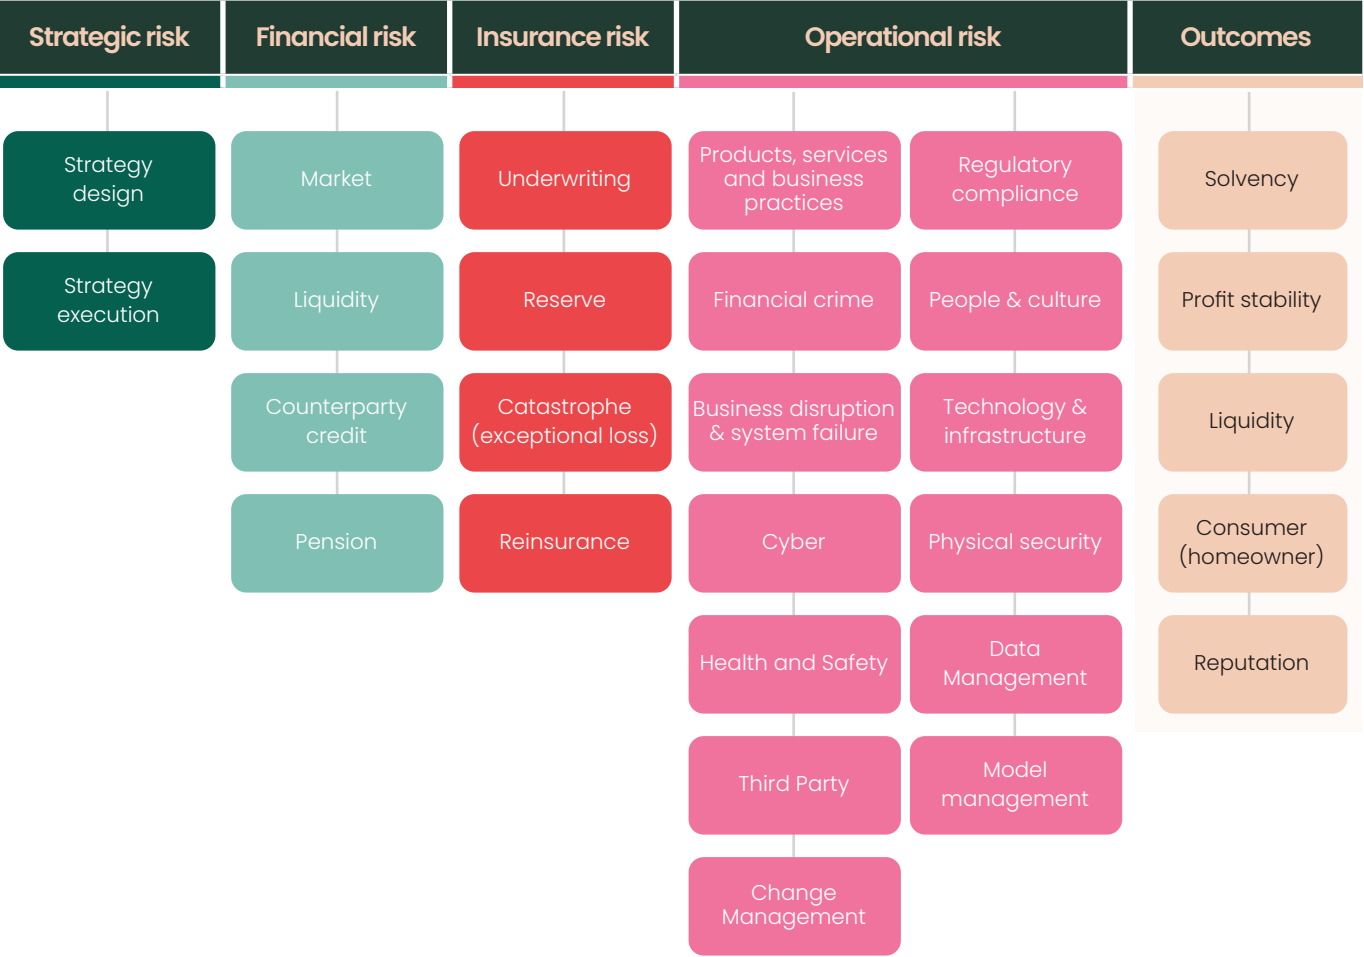 Strategic risk
Financial risk
Insurance risk
Operational risk
Outcomes
Strategy
design
Strategy
execution
Market
Liquidity
Counterparty
credit
Pension
Underwriting
Reserve
Catastrophe
(exceptional loss)
Reinsurance
Products, services
and business
practices
Financial crime
Business disruption
& system failure
Cyber
Health and Safety
Third Party
Change
Management
Regulatory
compliance
People & culture
Technology &
infrastructure
Physical security
Data
Management
Model
management
Solvency
Profit stability
Liquidity
Consumer
(homeowner)
Reputation